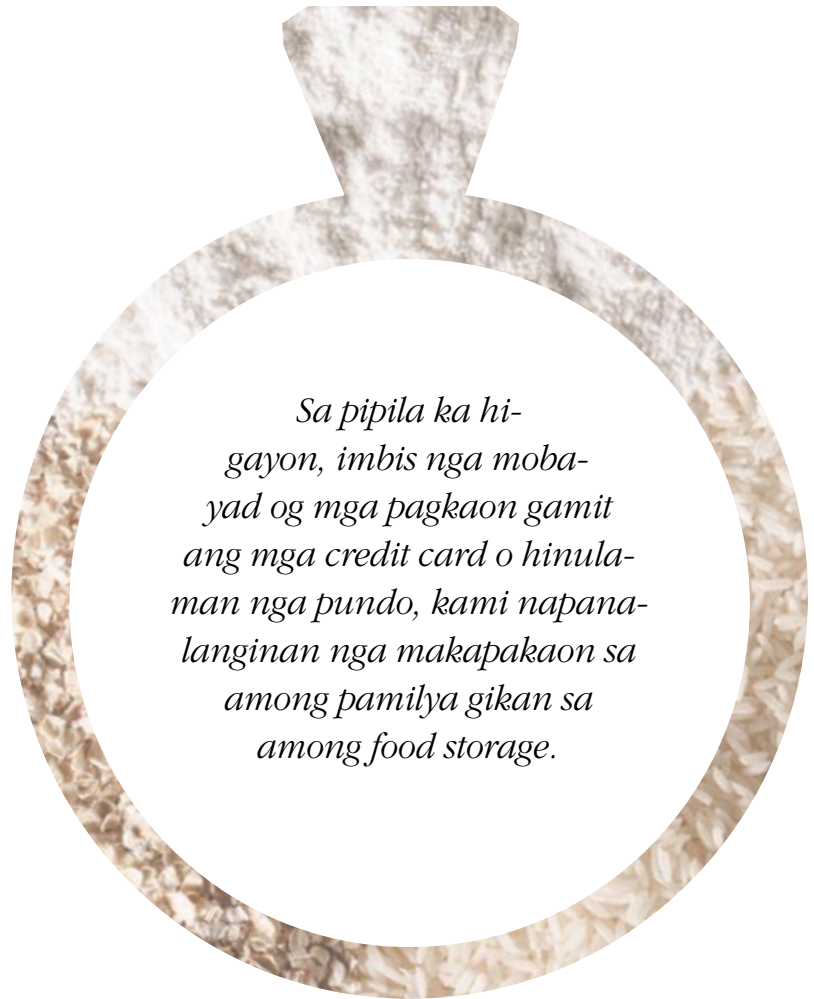 Sa pipila ka hi-
gayon, imbis nga moba-
yad og mga pagkaon gamit
ang mga credit card o hinula-
man nga pundo, kami napana-
langinan nga makapakaon sa
among pamilya gikan sa
among food storage.